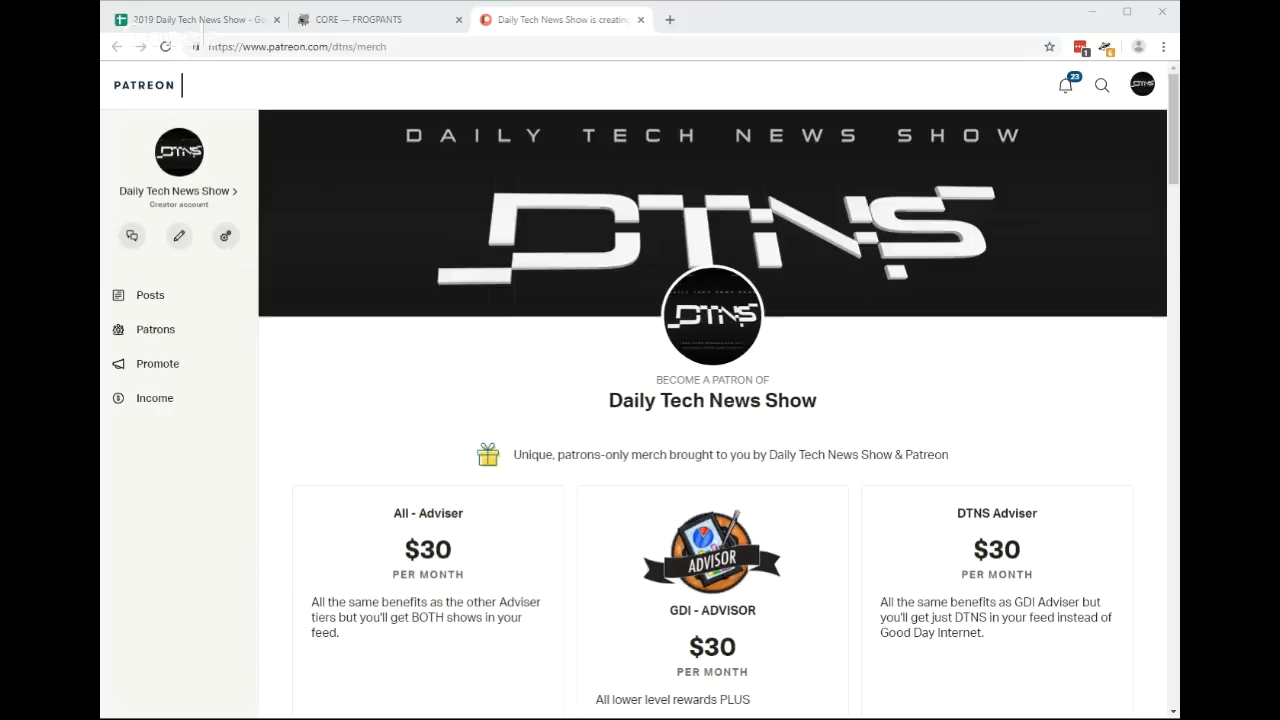 2019 Daily Tech News Show - Go
CORE — FROGPANTS
Daily Tech News Show is creating
https://www.patreon.com/dtns/merch
PATREON
23
DTNS
DTNS
Daily Tech News Show
Creator account
Posts
Patrons
Promote
Income
DAILY TECH NEWS SHOW
DTNS
DTNS
BECOME A PATRON OF
Daily Tech News Show
Unique, patrons-only merch brought to you by Daily Tech News Show & Patreon
All - Adviser
$30
PER MONTH
All the same benefits as the other Adviser
tiers but you'll get BOTH shows in your
feed.
ADVISOR
GDI - ADVISOR
$30
PER MONTH
All lower level rewards PLUS
DTNS Adviser
$30
PER MONTH
All the same benefits as GDI Adviser but
you'll get just DTNS in your feed instead of
Good Day Internet.